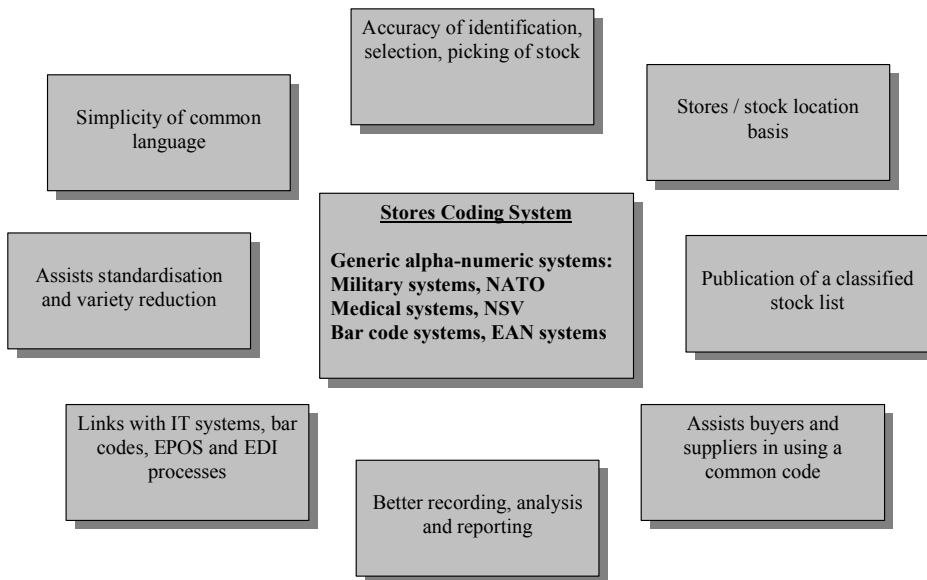 Accuracy of identification,
selection, picking of stock
Simplicity of common
language
Stores / stock location
basis
Stores Coding System
Generic alpha-numeric systems:
Military systems, NATO
Medical systems, NSV
Bar code systems, EAN systems
Assists standardisation
and variety reduction
Publication of a classified
stock list
Links with IT systems, bar
codes, EPOS and EDI
processes
Assists buyers and
suppliers in using a
common code
Better recording, analysis
and reporting